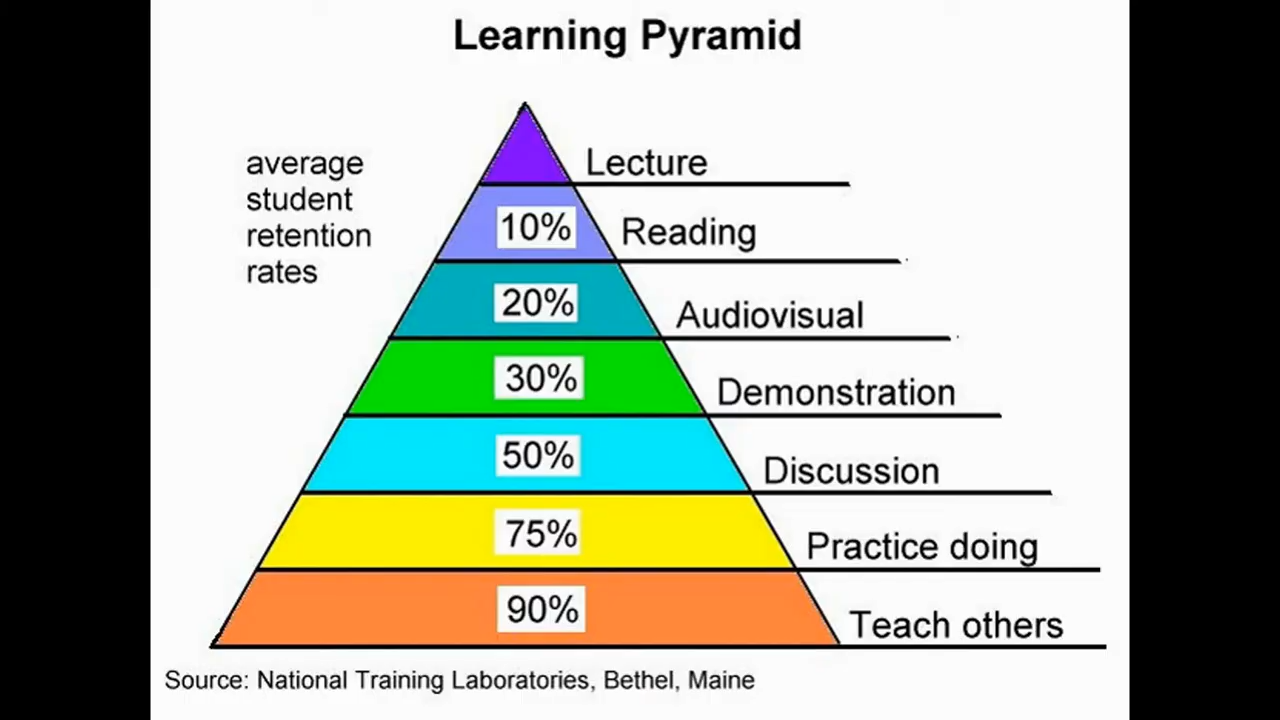 Learning Pyramid
average
student
retention
rates
Lecture
10% Reading
20% Audiovisual
30% Demonstration
50% Discussion
75% Practice doing
90% Teach others
Source: National Training Laboratories, Bethel, Maine